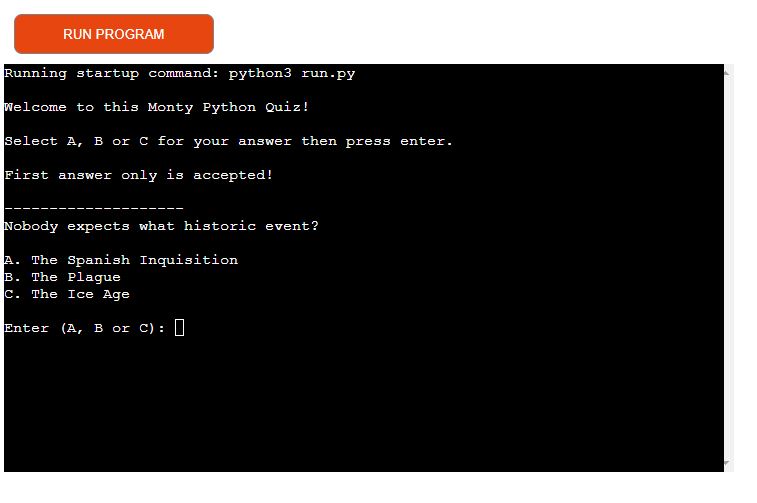 RUN PROGRAM
Running startup command: python3 run.py
Welcome to this Monty Python Quiz!
Select A, B or C for your answer then press enter.
First answer only is accepted!
--------------------
Nobody expects what historic event?
A. The Spanish Inquisition
B. The Plague
C. The Ice Age
Enter (A, B or C):